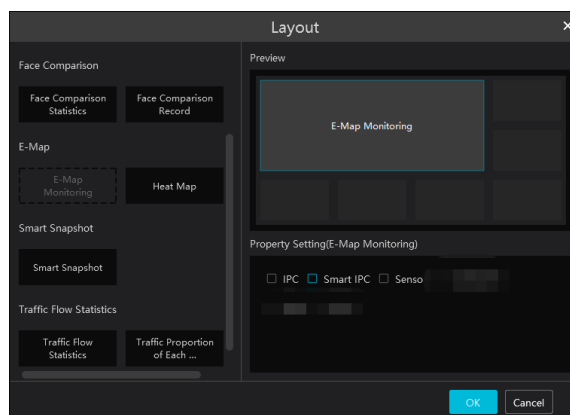 Layout
Face Comparison
Face Comparison
Statistics
Face Comparison
Record
E-Map
E-Map
Monitoring
Heat Map
Smart Snapshot
Smart Snapshot
Traffic Flow Statistics
Traffic Flow
Statistics
Traffic Proportion
of Each ...
Preview
E-Map Monitoring
Property Setting(E-Map Monitoring)
IPC Smart IPC Senso
OK Cancel